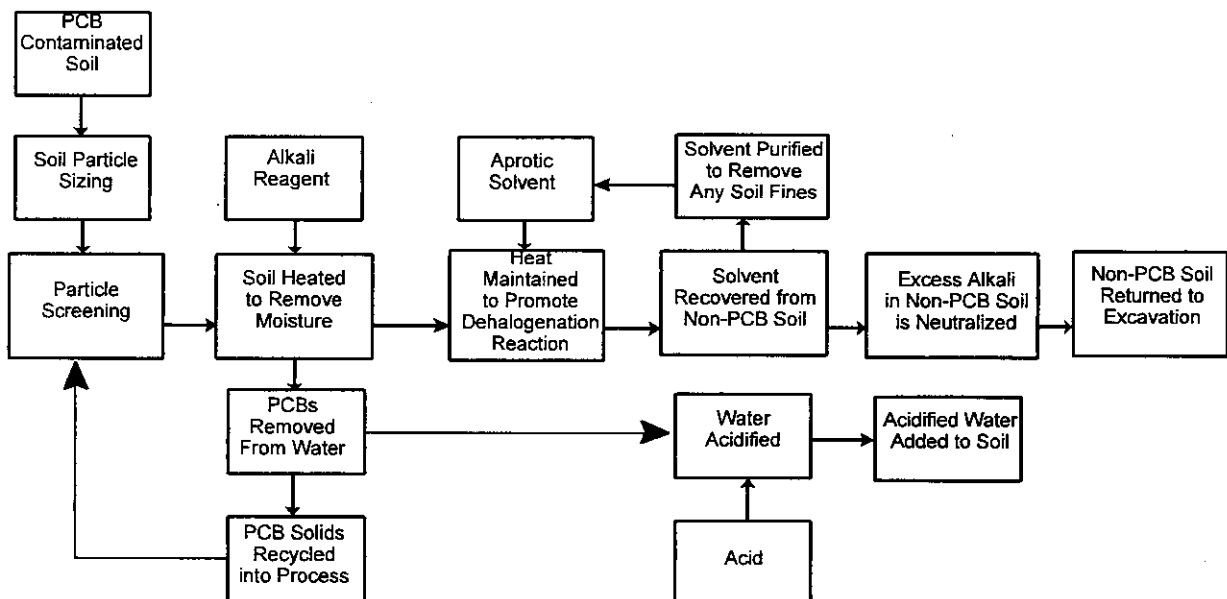 PCB
Contaminated
Soil
Soil Particle
Sizing
Alkali
Reagent
Aprotic
Solvent
Solvent Purified
to Remove
Any Soil Fines
Particle
Screening
Soil Heated
to Remove
Moisture
Heat
Maintained
to Promote
Dehalogenation
Reaction
Solvent
Recovered from
Non-PCB Soil
Excess Alkali
in Non-PCB Soil
is Neutralized
Non-PCB Soil
Returned to
Excavation
PCBs
Removed
From Water
Water
Acidified
Acidified Water
Added to Soil
PCB Solids
Recycled
into Process
Acid